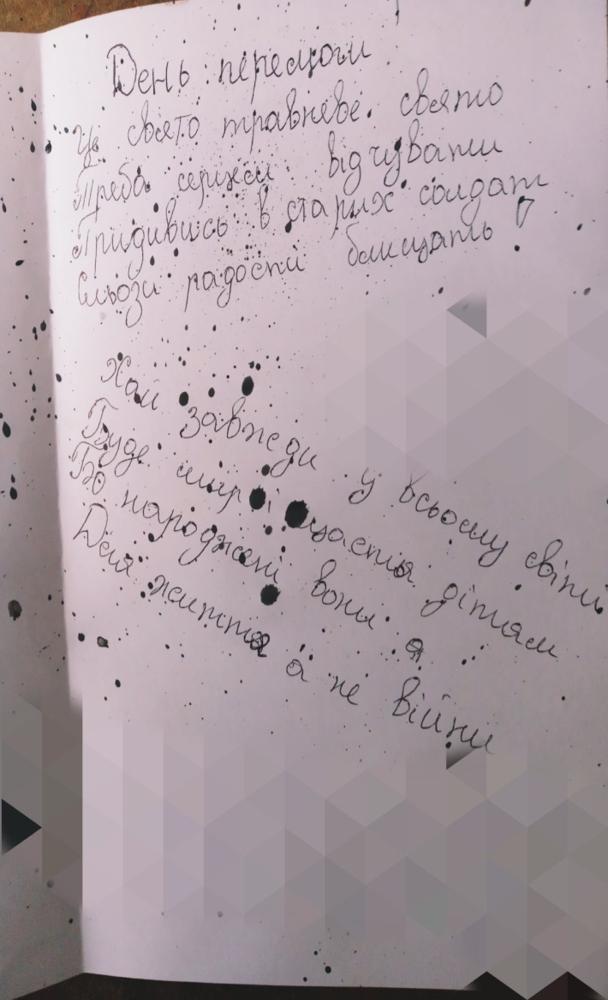 День перемоги
Це свято травневе свято
Треба серцем відчувати
Придивись в старих солдат
Сльози радости блищать!
Хай завжди у всьому світі
Буде мир і щастя дітям
Бо народжені вони я
Для життя а не війни